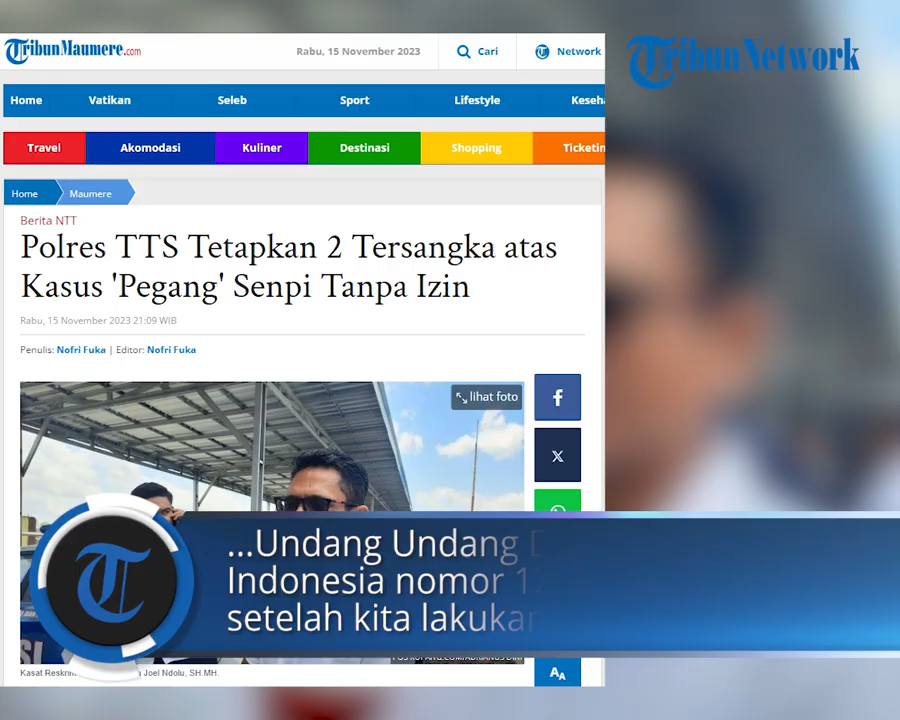 TribunMaumere.com
Rabu, 15 November 2023
Cari
Network
TribunNetwork
Home Vatikan Seleb Sport Lifestyle
Travel Akomodasi Kuliner Destinasi Shopping
Home Maumere
Berita NTT
Polres TTS Tetapkan 2 Tersangka atas
Kasus 'Pegang' Senpi Tanpa Izin
Rabu, 15 November 2023 21:09 WIB
Penulis: Nofri Fuka | Editor: Nofri Fuka
lihat foto
...Undang Undang
Indonesia nomor
setelah kita lakukan
Kasat Reskrim Joel Ndolu, SH.MH.
AA